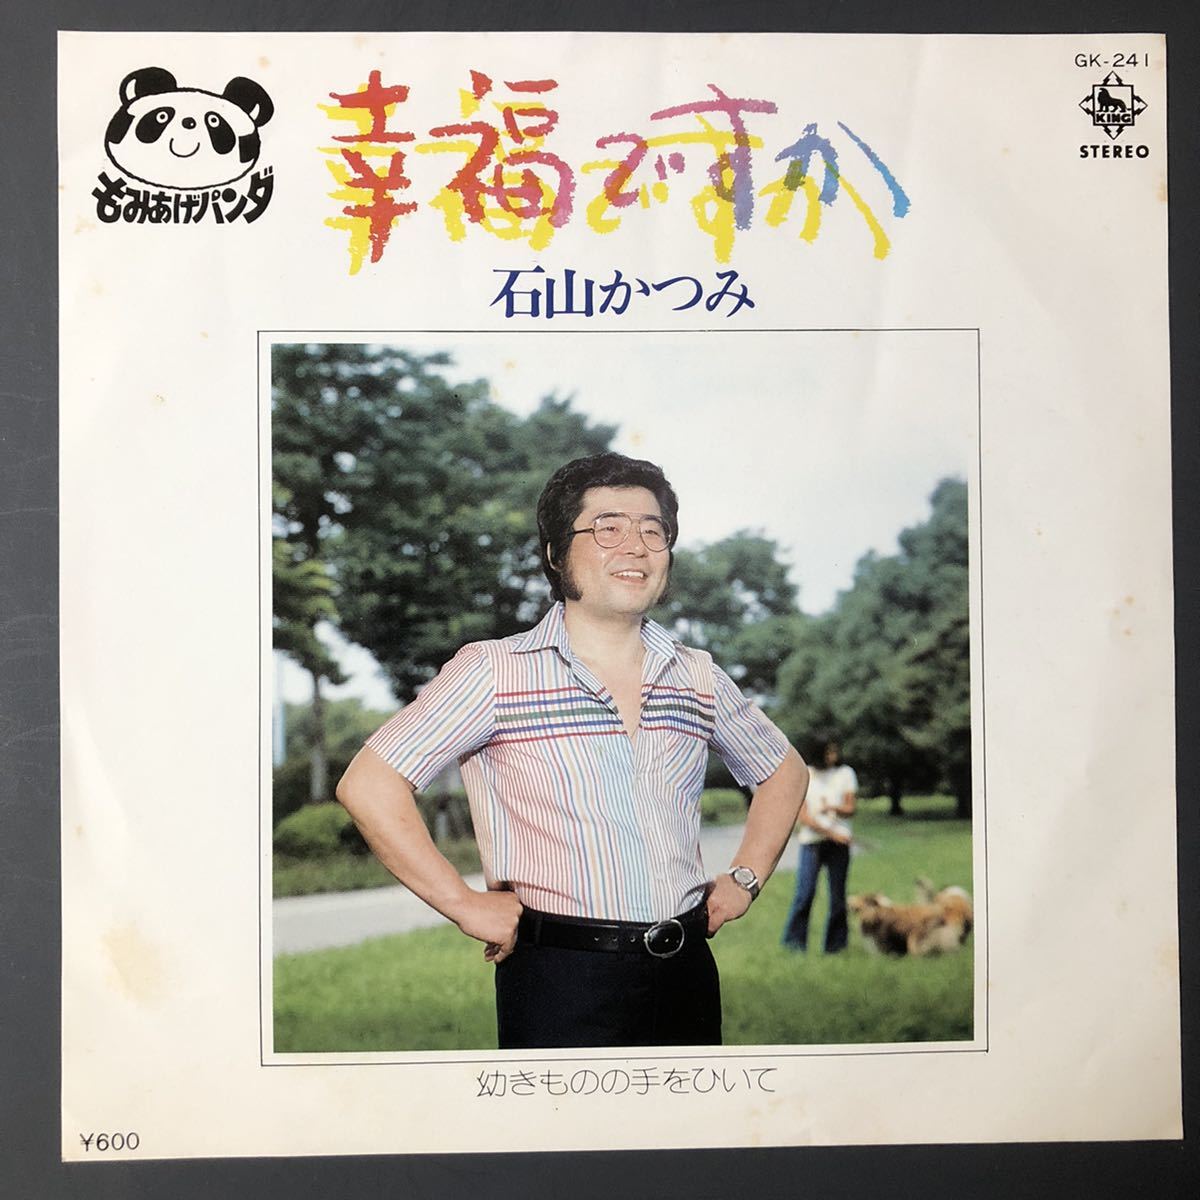 もみあげパンダ
幸福ですか
石山かつみ
GK-241
KING
STEREO
幼きものの手をひいて
¥600